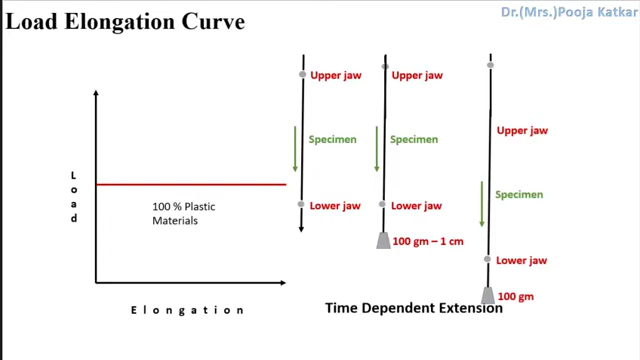 Dr.(Mrs.)Pooja Katkar
Load Elongation Curve
Upper jaw
Upper jaw
Upper jaw
Specimen
Specimen
Load
100 % Plastic
Materials
Specimen
Lower jaw
Lower jaw
100 gm – 1 cm
Lower jaw
100 gm
Elongation
Time Dependent Extension